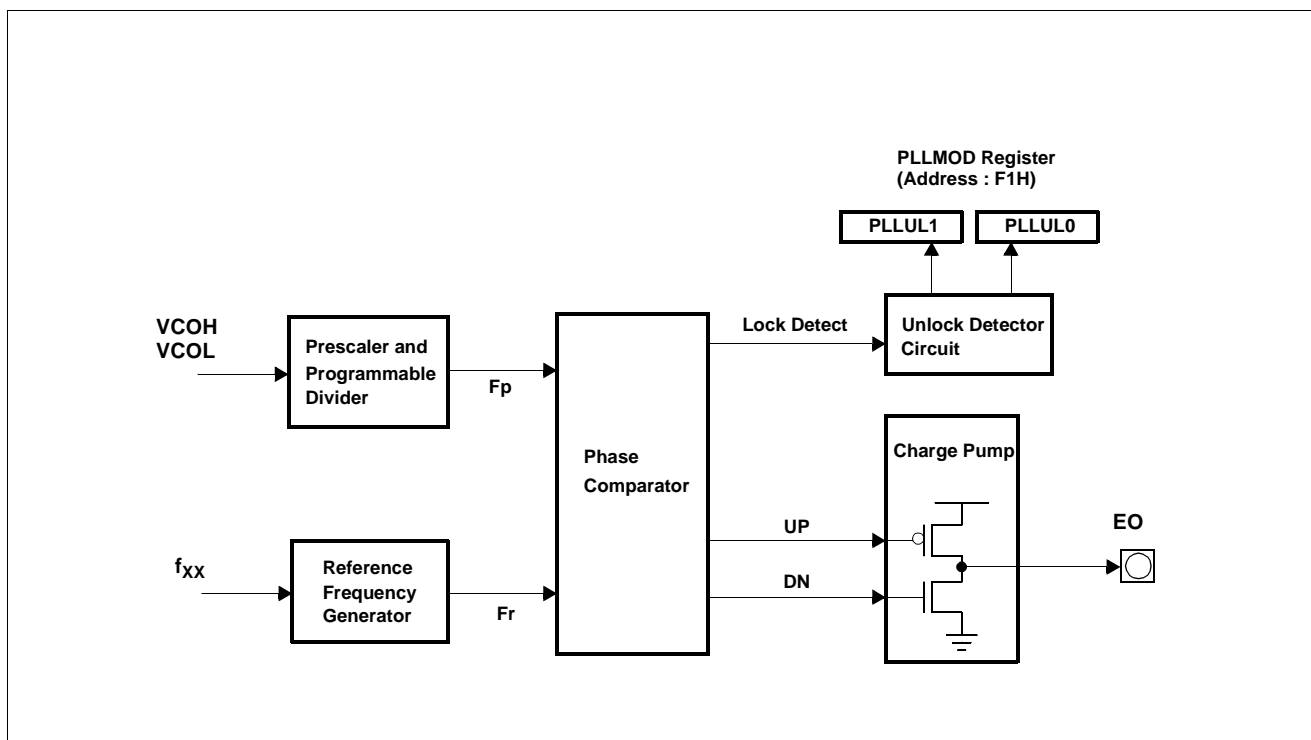 PLLMOD Register
(Address : F1H)
PLLUL1
PLLUL0
VCOH
VCOL
Prescaler and
Programmable
Divider
Fp
Lock Detect
Unlock Detector
Circuit
Phase
Comparator
Charge Pump
UP
DN
EO
fXX
Reference
Frequency
Generator
Fr